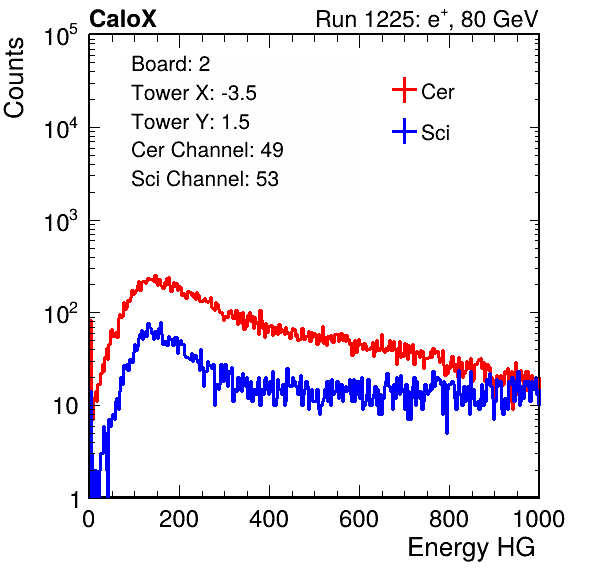 CaloX Run 1225: e⁺, 80 GeV
Counts
10⁵
10⁴
10³
10²
10
1
Board: 2
Tower X: -3.5
Tower Y: 1.5
Cer Channel: 49
Sci Channel: 53
Cer
Sci
0 200 400 600 800 1000
Energy HG